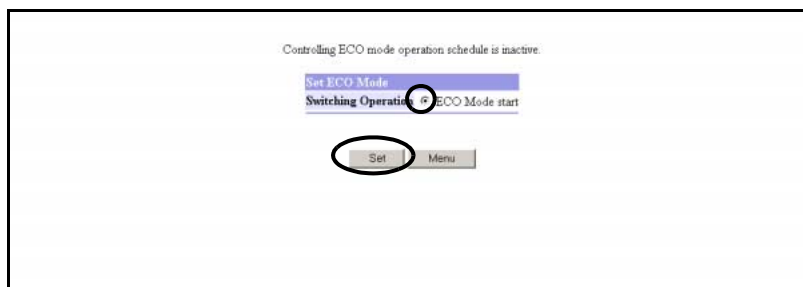 Controlling ECO mode operation schedule is inactive.
Set ECO Mode
Switching Operation ECO Mode start
Set Menu